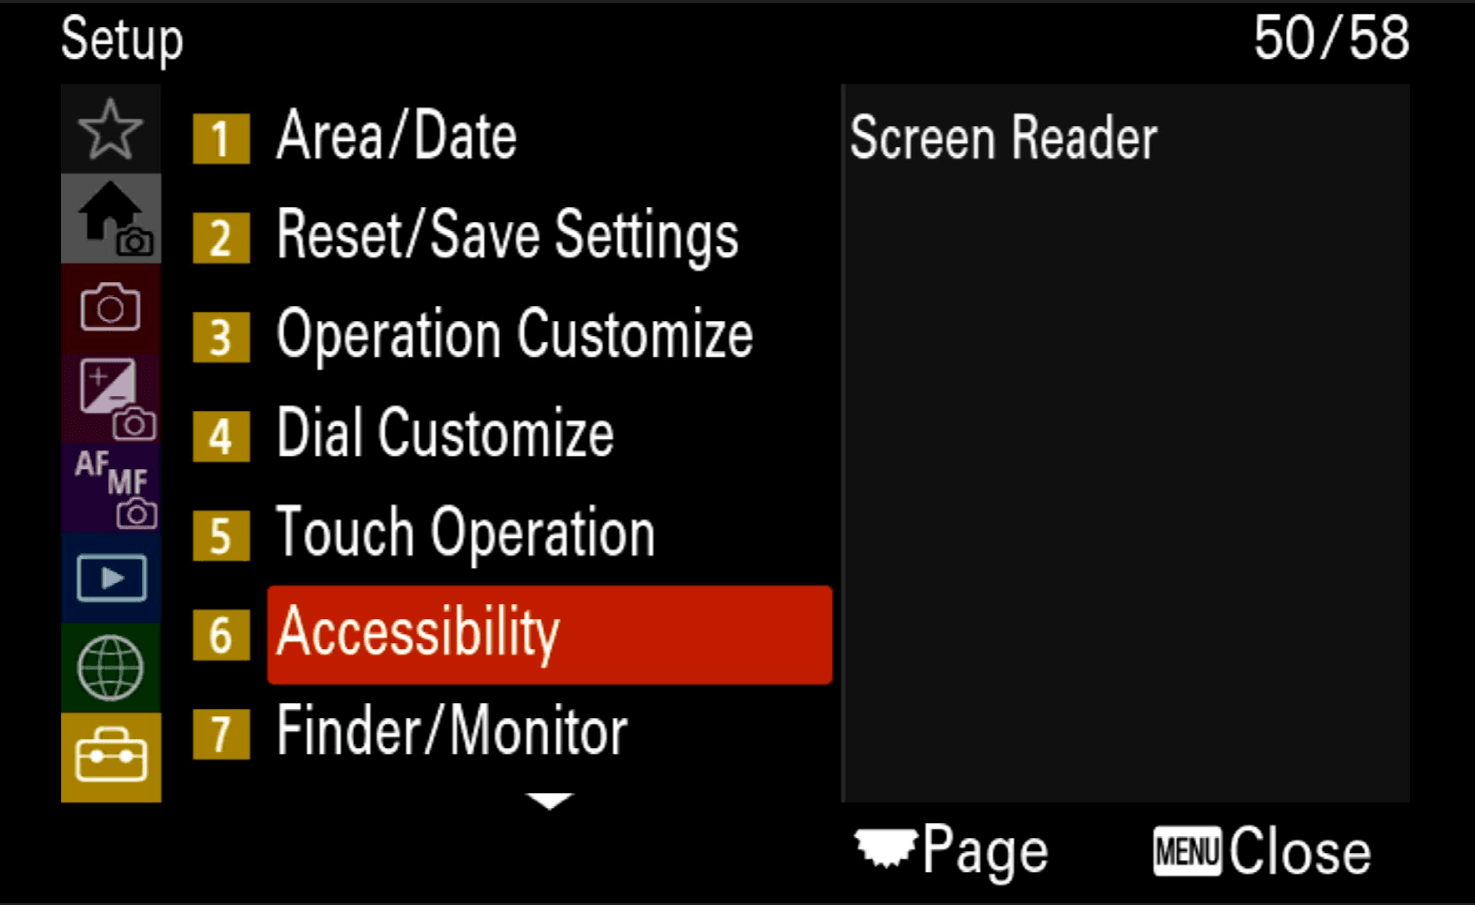 Setup
50/58
1 Area/Date
2 Reset/Save Settings
3 Operation Customize
4 Dial Customize
5 Touch Operation
6 Accessibility
7 Finder/Monitor
Screen Reader
AF MF
Page
MENU Close